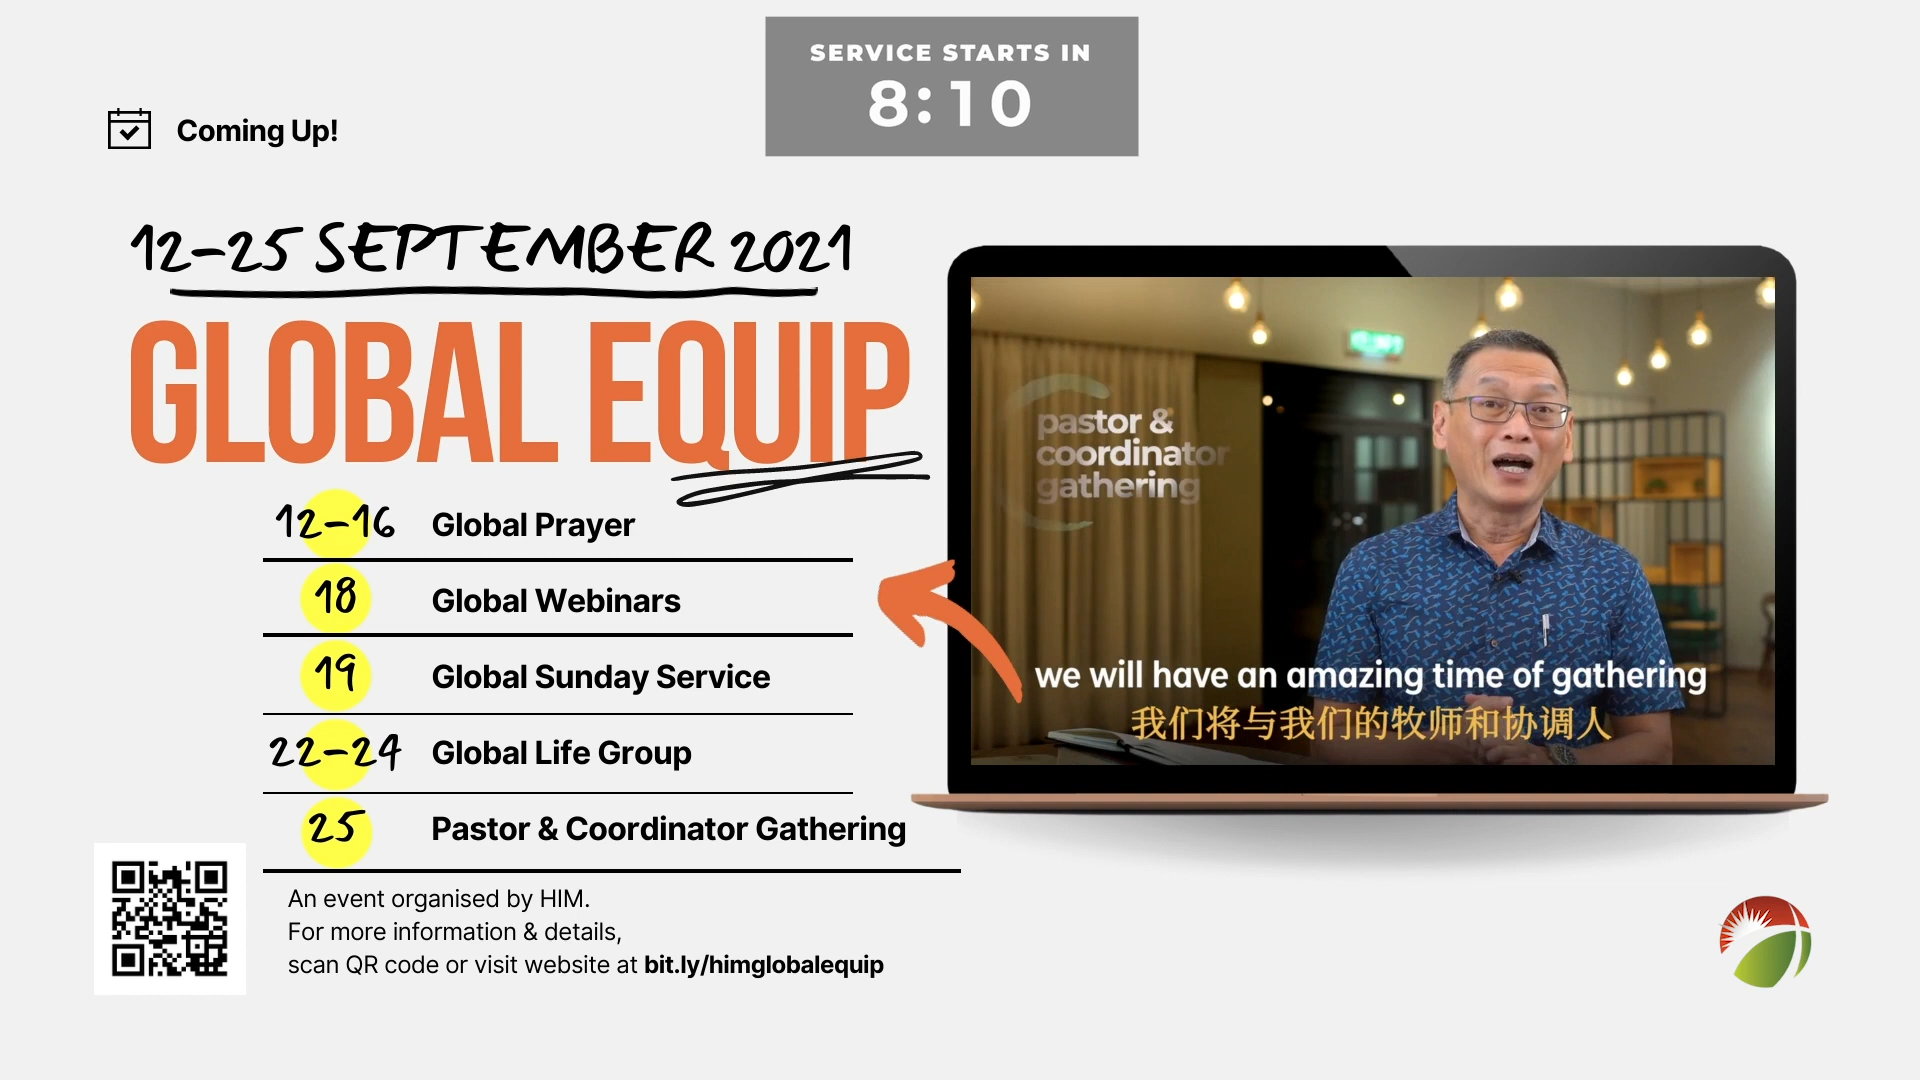 SERVICE STARTS IN
8:10
Coming Up!
12-25 SEPTEMBER 2021
GLOBAL EQUIP
12-16 Global Prayer
18 Global Webinars
19 Global Sunday Service
22-24 Global Life Group
25 Pastor & Coordinator Gathering
An event organised by HIM.
For more information & details,
scan QR code or visit website at bit.ly/himglobalequip
pastor &
coordinator
gathering
we will have an amazing time of gathering
我们将与我们的牧师和协调人